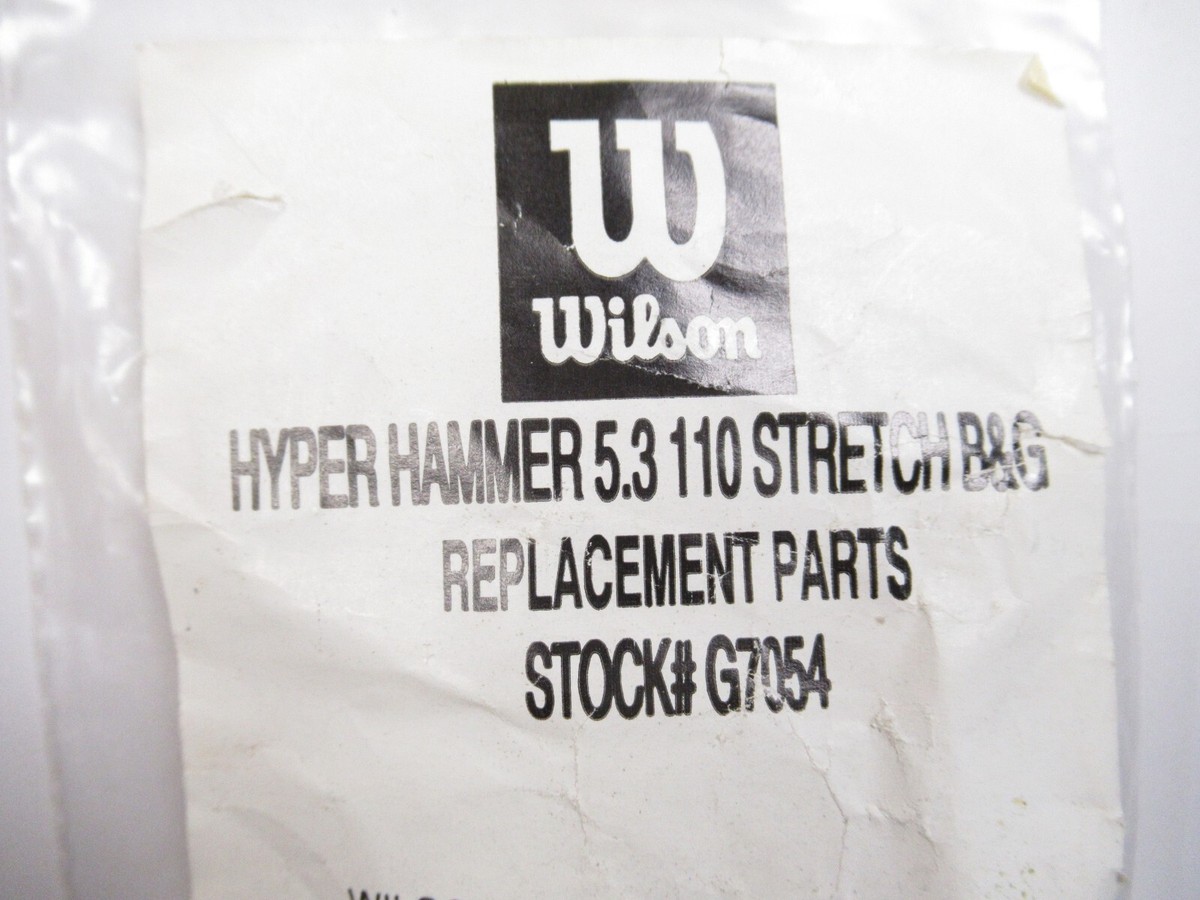 W
Wilson
HYPER HAMMER 5.3 110 STRETCH B&G
REPLACEMENT PARTS
STOCK# G7054